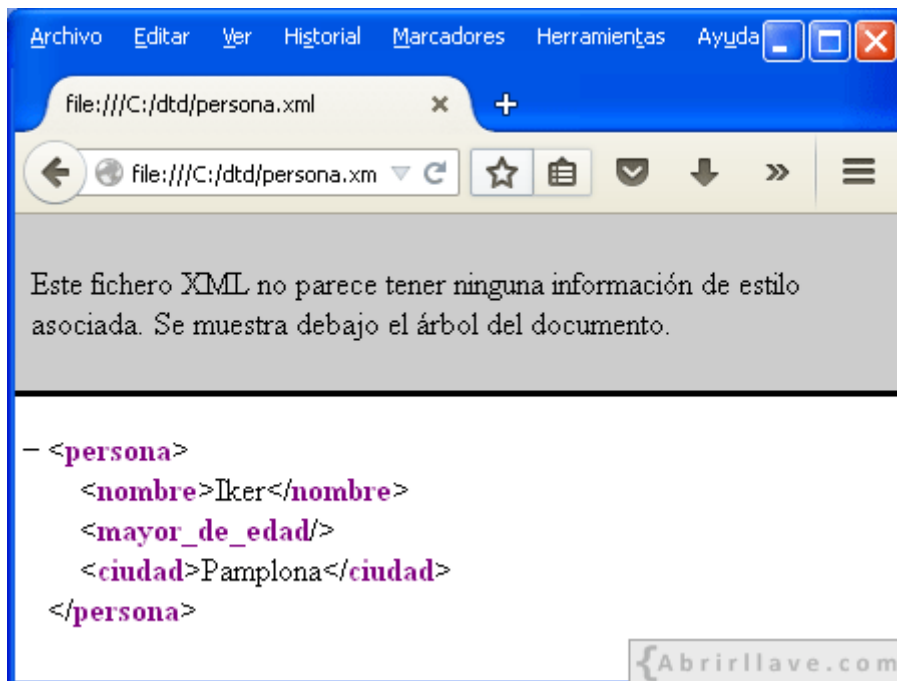 Archivo Editar Ver Historial Marcadores Herramientas Ayuda
file:///C:/dtd/persona.xml
file:///C:/dtd/persona.xm
Este fichero XML no parece tener ninguna información de estilo
asociada. Se muestra debajo el árbol del documento.
– <persona>
<nombre>Iker</nombre>
<mayor_de_edad/>
<ciudad>Pamplona</ciudad>
</persona>
{Abrirllave.com